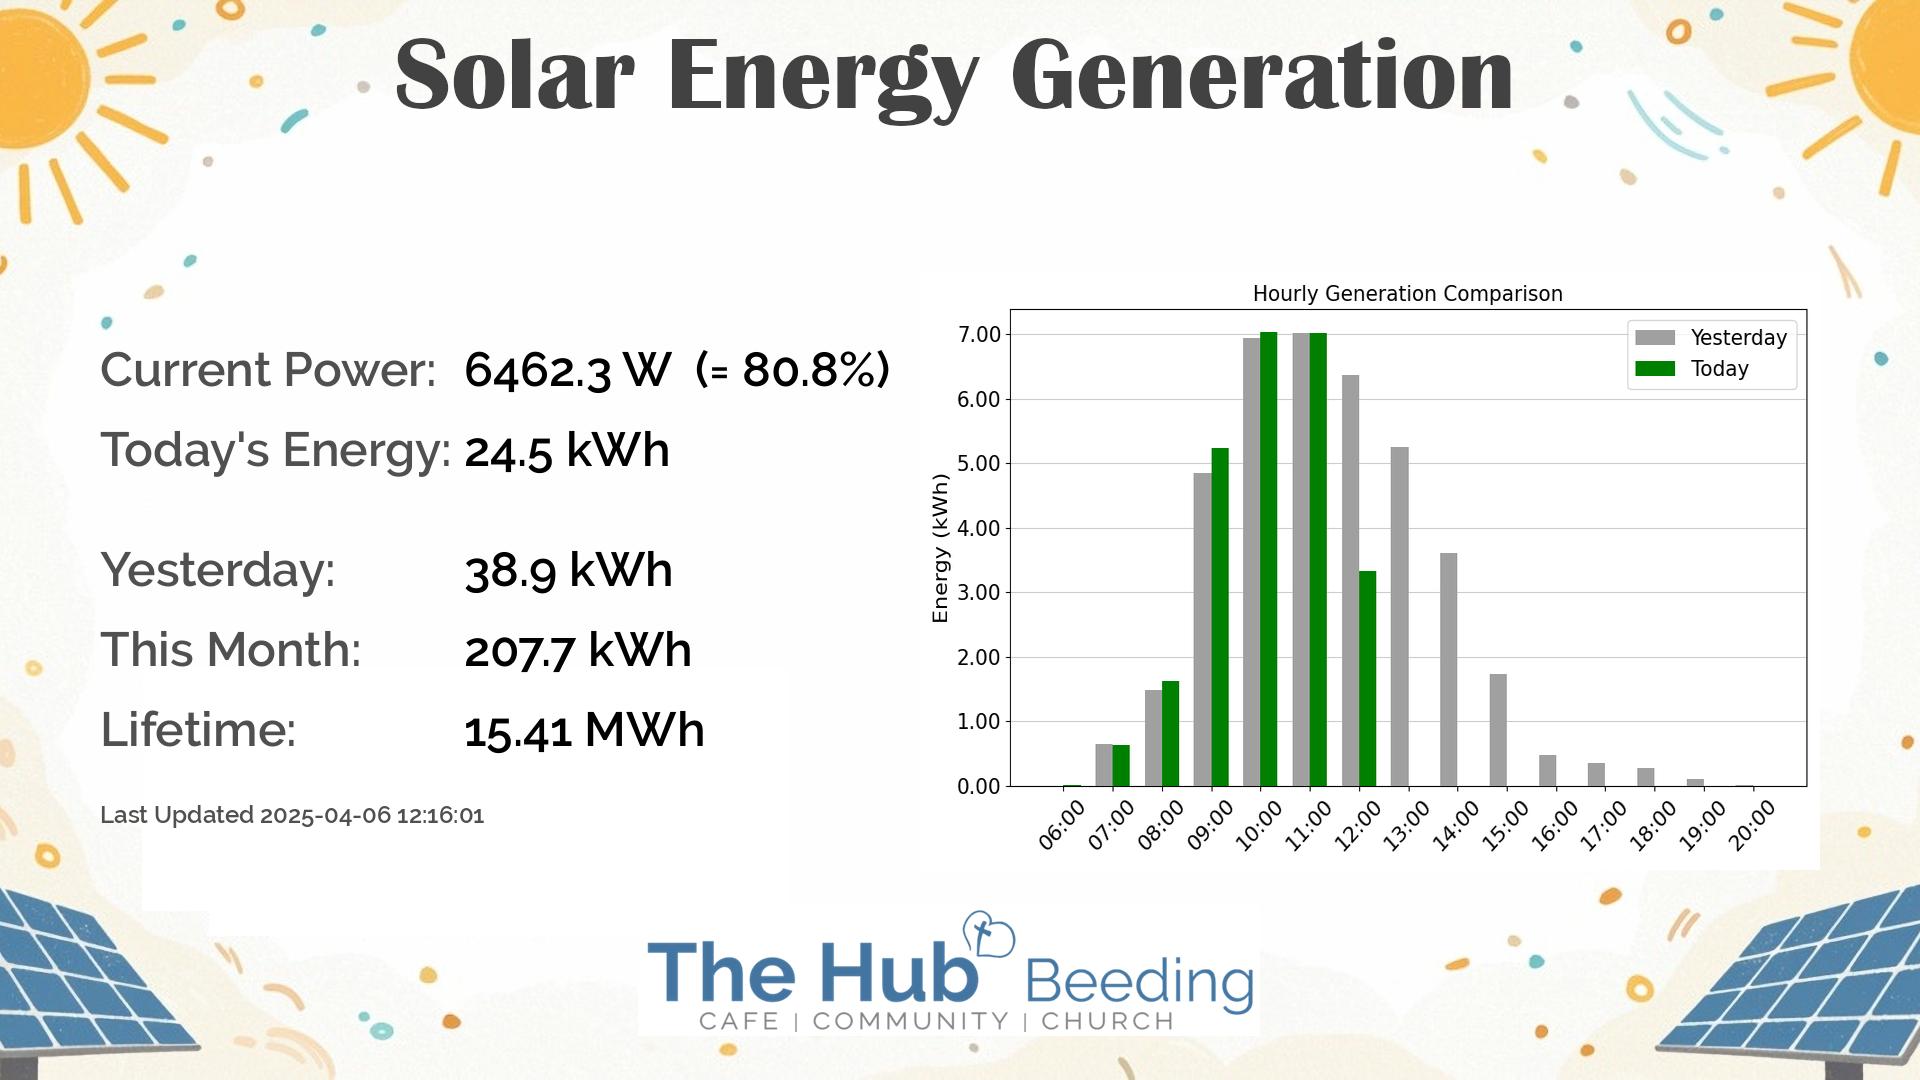 Solar Energy Generation
Current Power: 6462.3 W (= 80.8%)
Today's Energy: 24.5 kWh
Yesterday: 38.9 kWh
This Month: 207.7 kWh
Lifetime: 15.41 MWh
Last Updated 2025-04-06 12:16:01
Hourly Generation Comparison
Yesterday
Today
Energy (kWh)
7.00
6.00
5.00
4.00
3.00
2.00
1.00
0.00
06:00 07:00 08:00 09:00 10:00 11:00 12:00 13:00 14:00 15:00 16:00 17:00 18:00 19:00 20:00
The Hub Beeding
CAFE | COMMUNITY | CHURCH